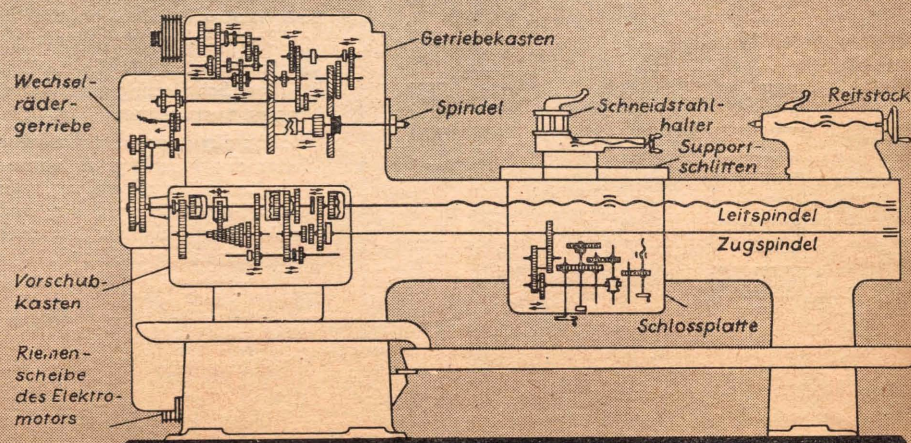 Getriebekasten
Wechsel-
räder-
getriebe
Spindel
Schneidstahl-
halter
Reitstock
Support-
schlitten
Leitspindel
Zugspindel
Vorschub-
kasten
Schlossplatte
Riemen-
scheibe
des Elektro-
motors